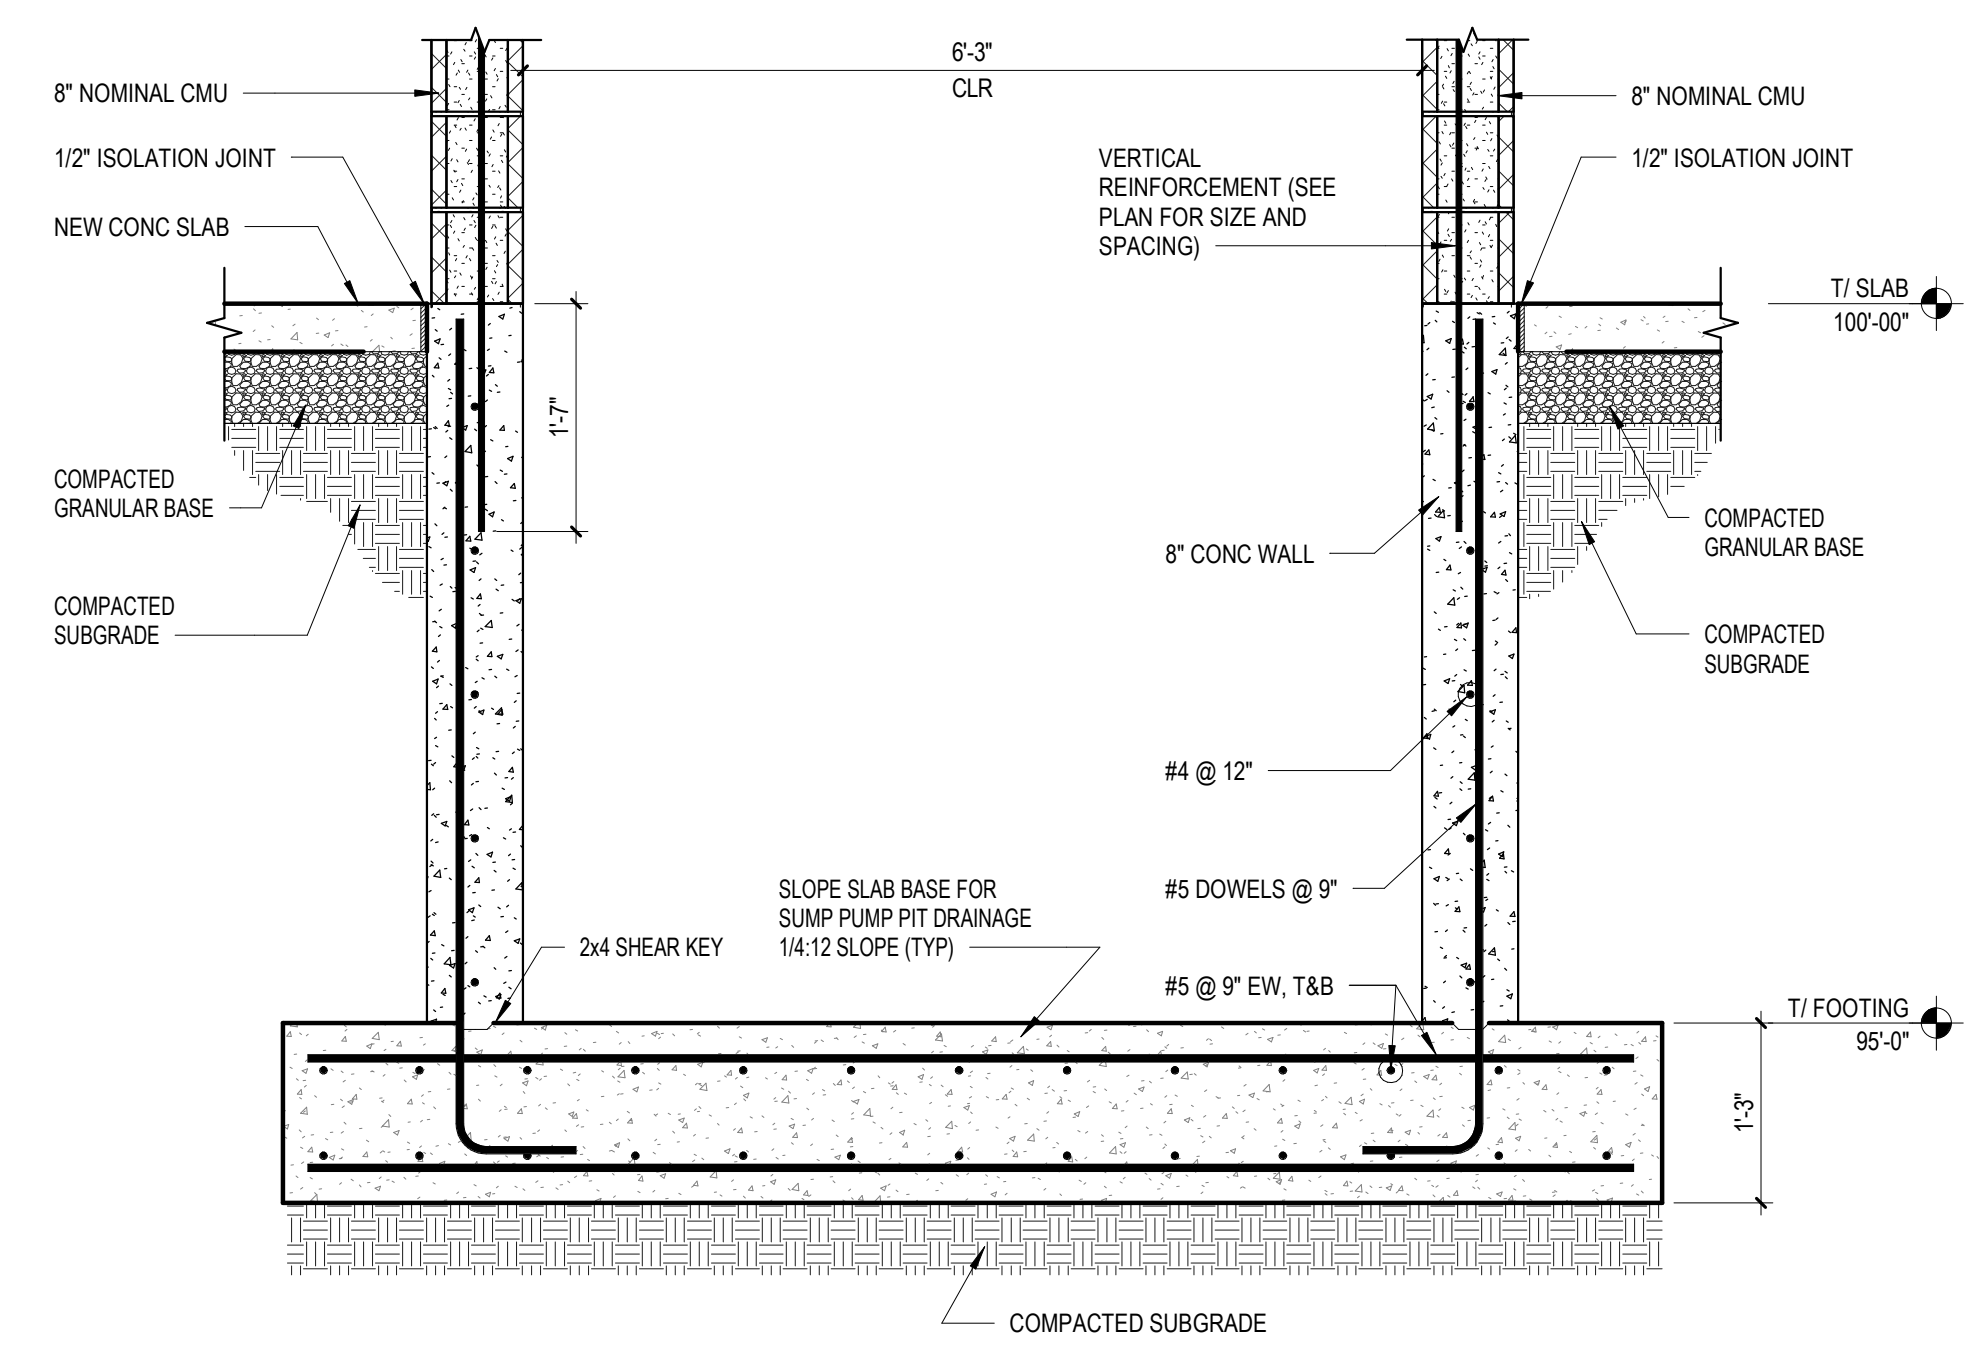 6'-3"
CLR
8" NOMINAL CMU
8" NOMINAL CMU
1/2" ISOLATION JOINT
VERTICAL
REINFORCEMENT (SEE
PLAN FOR SIZE AND
SPACING)
1/2" ISOLATION JOINT
NEW CONC SLAB
T/ SLAB
100'-00"
1'-7"
COMPACTED
GRANULAR BASE
COMPACTED
GRANULAR BASE
8" CONC WALL
COMPACTED
SUBGRADE
COMPACTED
SUBGRADE
#4 @ 12"
#5 DOWELS @ 9"
SLOPE SLAB BASE FOR
SUMP PUMP PIT DRAINAGE
1/4:12 SLOPE (TYP)
2x4 SHEAR KEY
#5 @ 9" EW, T&B
T/ FOOTING
95'-0"
1'-3"
COMPACTED SUBGRADE